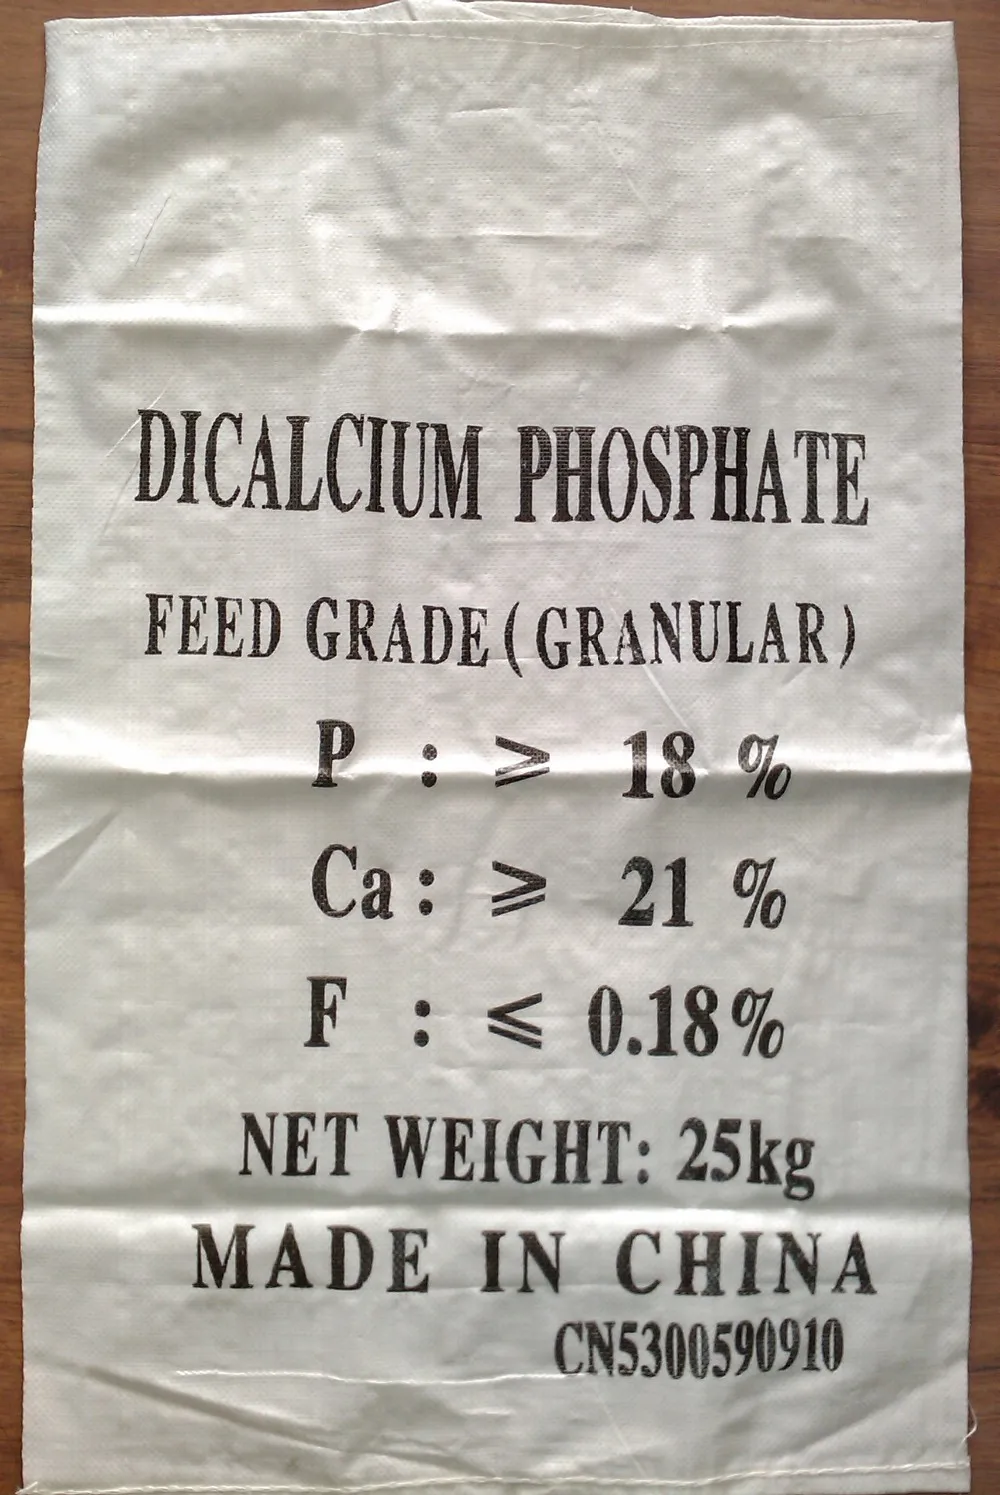 DICALCIUM PHOSPHATE
FEED GRADE(GRANULAR)
P : ⩾ 18 %
Ca: ⩾ 21 %
F : ⩽ 0.18%
NET WEIGHT: 25kg
MADE IN CHINA
CN5300590910